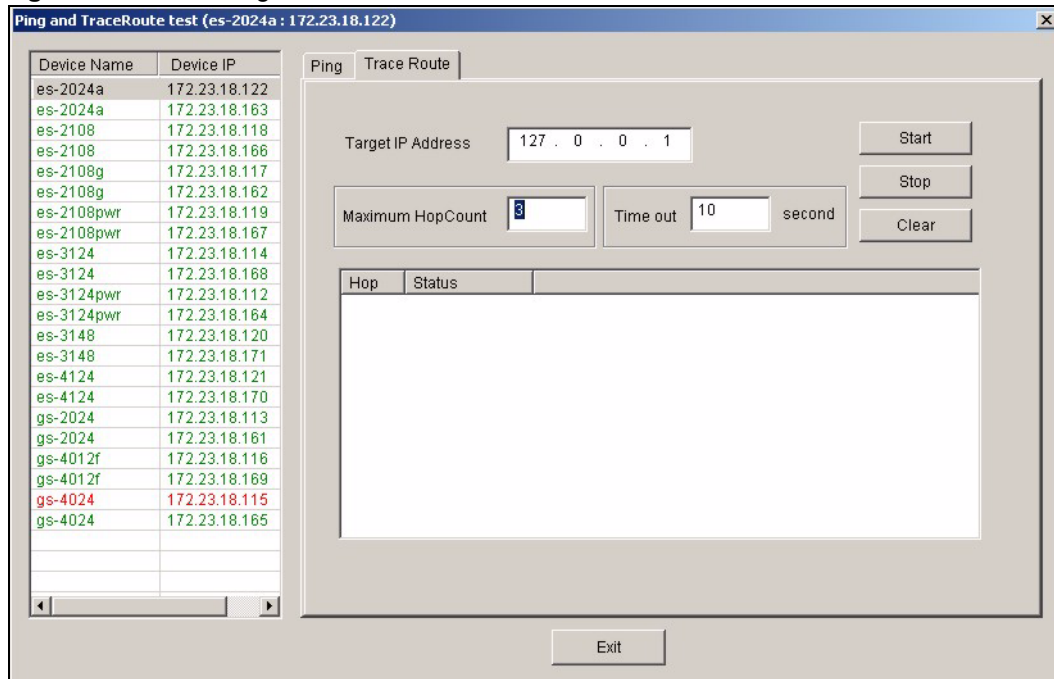 Ping and TraceRoute test (es-2024a : 172.23.18.122)
Device Name Device IP
es-2024a 172.23.18.122
es-2024a 172.23.18.163
es-2108 172.23.18.118
es-2108 172.23.18.166
es-2108g 172.23.18.117
es-2108g 172.23.18.162
es-2108pwr 172.23.18.119
es-2108pwr 172.23.18.167
es-3124 172.23.18.114
es-3124 172.23.18.168
es-3124pwr 172.23.18.112
es-3124pwr 172.23.18.164
es-3148 172.23.18.120
es-3148 172.23.18.171
es-4124 172.23.18.121
es-4124 172.23.18.170
gs-2024 172.23.18.113
gs-2024 172.23.18.161
gs-4012f 172.23.18.116
gs-4012f 172.23.18.169
gs-4024 172.23.18.115
gs-4024 172.23.18.165
Ping Trace Route
Target IP Address 127 . 0 . 0 . 1
Start
Stop
Maximum HopCount 3 Time out 10 second
Clear
Hop Status
Exit